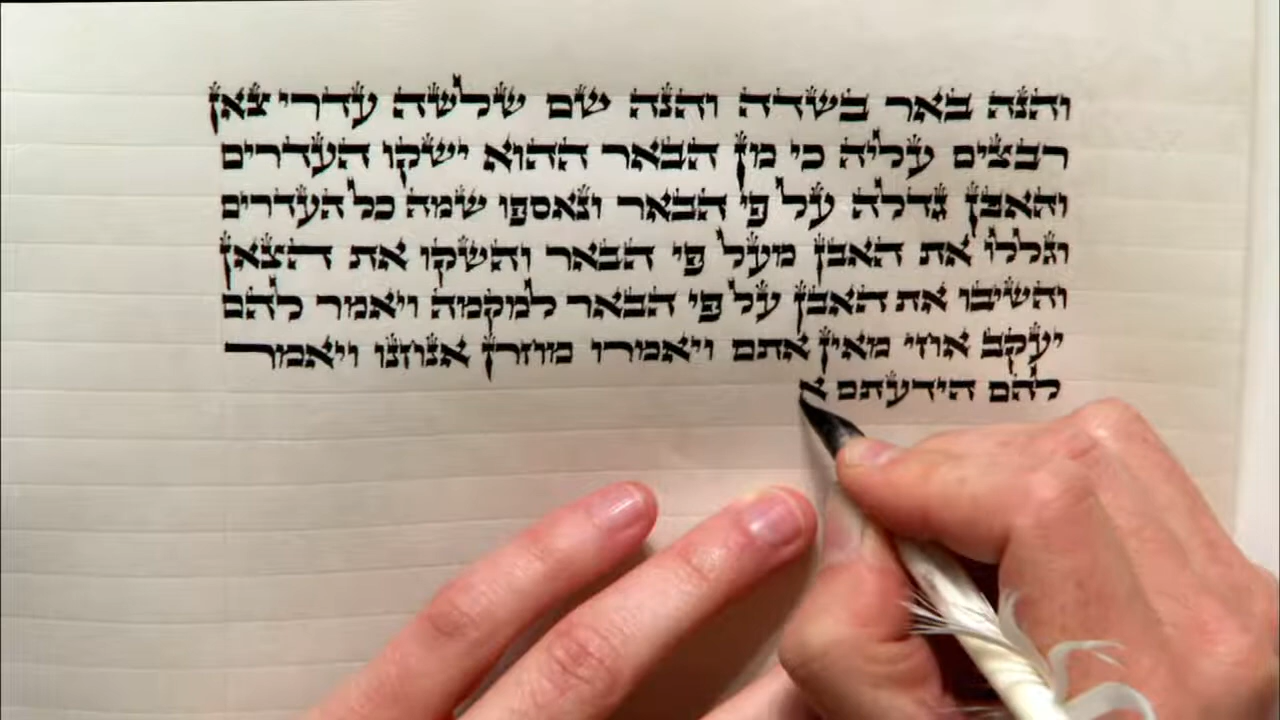 והנה באר בשדה והנה שם שלשה עדרי צאן
רבצים עליה כי מן הבאר ההוא ישקו העדרים
והאבן גדלה על פי הבאר ונאספו שמה כל העדרים
וגללו את האבן מעל פי הבאר והשקו את הצאן
והשיבו את האבן על פי הבאר למקמה ויאמר להם
יעקב אחי מאין אתם ויאמרו מחרן אנחנו ויאמר
להם הידעתם א